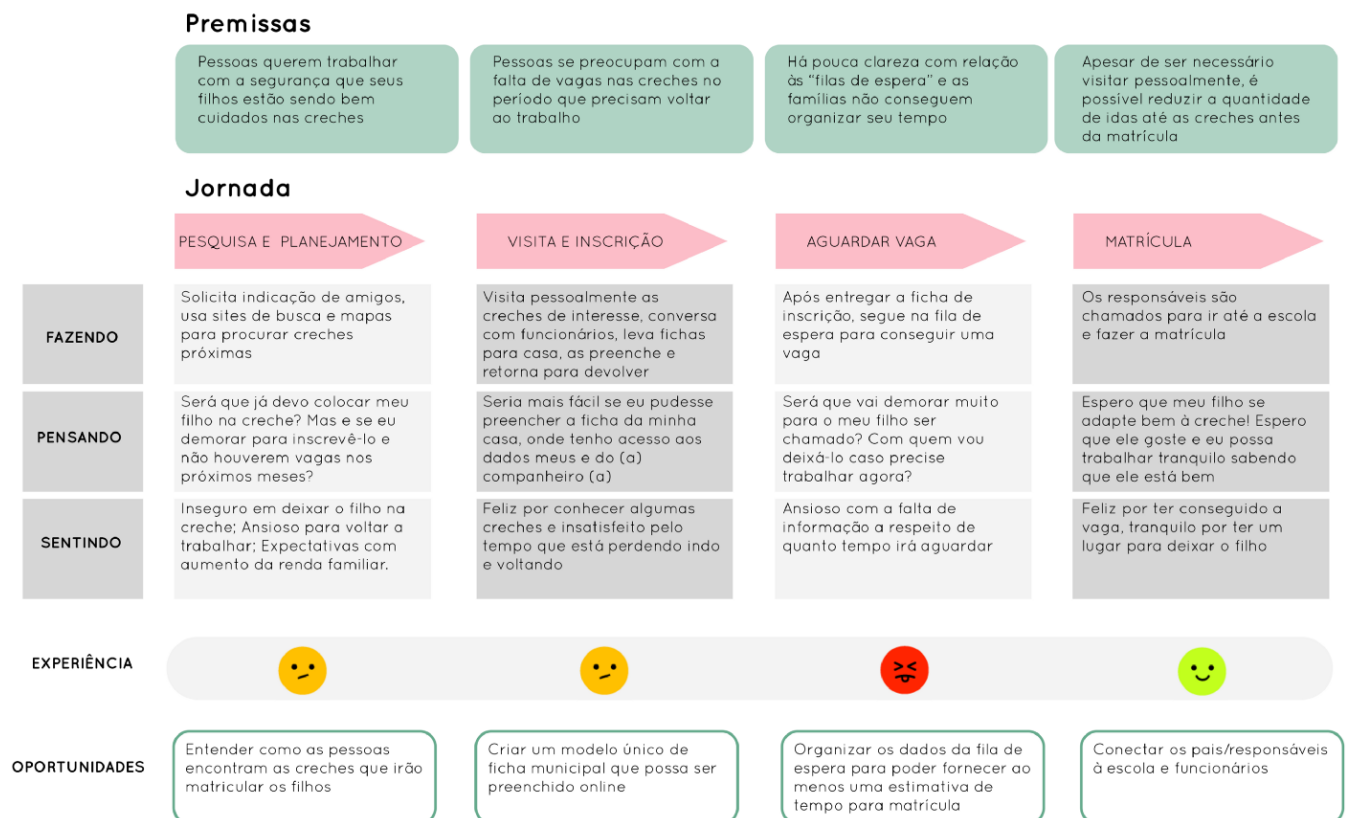 Premissas
Pessoas querem trabalhar
com a segurança que seus
filhos estão sendo bem
cuidados nas creches
Pessoas se preocupam com a
falta de vagas nas creches no
período que precisam voltar
ao trabalho
Há pouca clareza com relação
às “filas de espera” e as
famílias não conseguem
organizar seu tempo
Apesar de ser necessário
visitar pessoalmente, é
possível reduzir a quantidade
de idas até as creches antes
da matrícula
Jornada
PESQUISA E PLANEJAMENTO
VISITA E INSCRIÇÃO
AGUARDAR VAGA
MATRÍCULA
FAZENDO
Solicita indicação de amigos,
usa sites de busca e mapas
para procurar creches
próximas
Visita pessoalmente as
creches de interesse, conversa
com funcionários, leva fichas
para casa, as preenche e
retorna para devolver
Após entregar a ficha de
inscrição, segue na fila de
espera para conseguir uma
vaga
Os responsáveis são
chamados para ir até a escola
e fazer a matrícula
PENSANDO
Será que já devo colocar meu
filho na creche? Mas e se eu
demorar para inscrevê-lo e
não houverem vagas nos
próximos meses?
Seria mais fácil se eu pudesse
preencher a ficha da minha
casa, onde tenho acesso aos
dados meus e do (a)
companheiro (a)
Será que vai demorar muito
para o meu filho ser
chamado? Com quem vou
deixá-lo caso precise
trabalhar agora?
Espero que meu filho se
adapte bem à creche! Espero
que ele goste e eu possa
trabalhar tranquilo sabendo
que ele está bem
SENTINDO
Inseguro em deixar o filho na
creche; Ansioso para voltar a
trabalhar; Expectativas com
aumento da renda familiar.
Feliz por conhecer algumas
creches e insatisfeito pelo
tempo que está perdendo indo
e voltando
Ansioso com a falta de
informação a respeito de
quanto tempo irá aguardar
Feliz por ter conseguido a
vaga, tranquilo por ter um
lugar para deixar o filho
EXPERIÊNCIA
OPORTUNIDADES
Entender como as pessoas
encontram as creches que irão
matricular os filhos
Criar um modelo único de
ficha municipal que possa ser
preenchido online
Organizar os dados da fila de
espera para poder fornecer ao
menos uma estimativa de
tempo para matrícula
Conectar os pais/responsáveis
à escola e funcionários